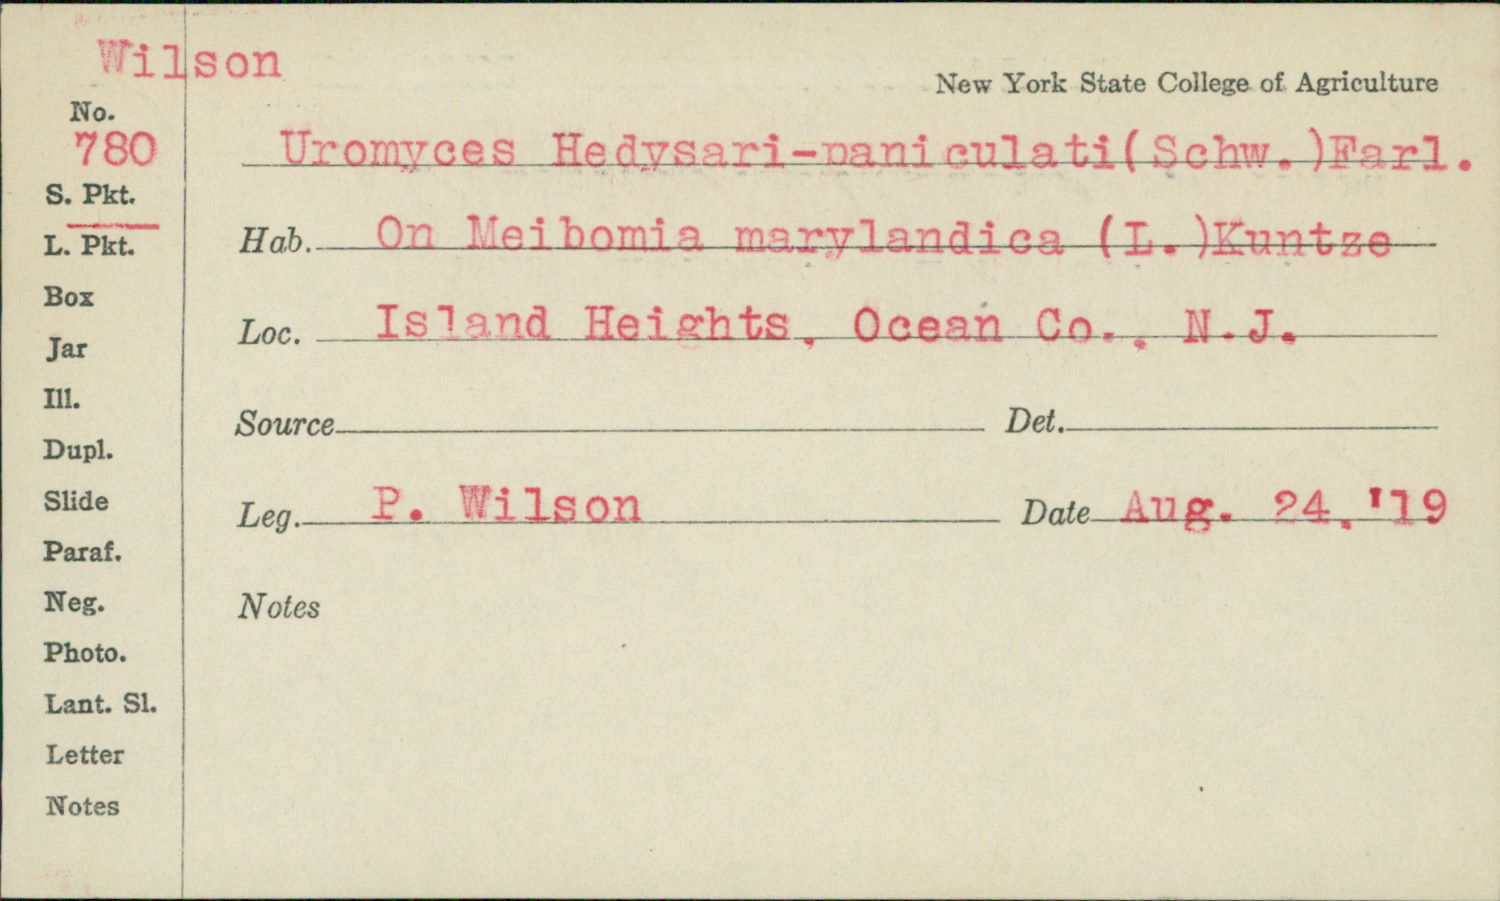 Wilson
New York State College of Agriculture
No.
780
Uromyces Hedysari-paniculati(Schw.)Farl.
S. Pkt.
L. Pkt.
Hab. On Meibomia marylandica (L.)Kuntze
Box
Loc. Island Heights, Ocean Co., N.J.
Jar
Ill.
Source Det.
Dupl.
Slide
Leg. P. Wilson Date Aug. 24,'19
Paraf.
Neg.
Notes
Photo.
Lant. Sl.
Letter
Notes